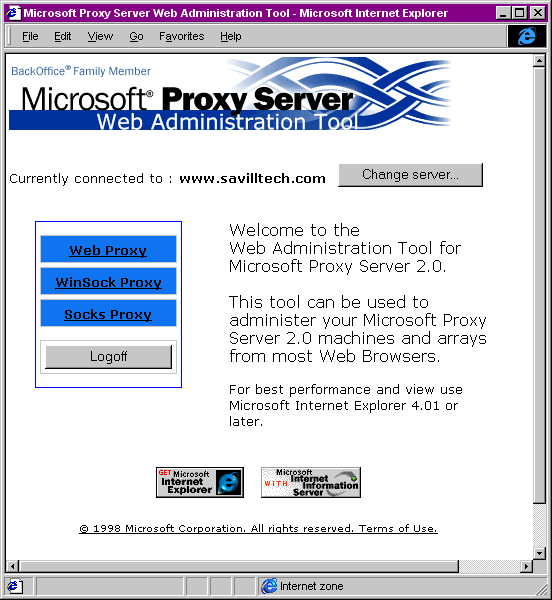 Microsoft Proxy Server Web Administration Tool - Microsoft Internet Explorer
File Edit View Go Favorites Help
BackOffice® Family Member
Microsoft® Proxy Server
Web Administration Tool
Currently connected to : www.savilltech.com Change server...
Web Proxy
WinSock Proxy
Socks Proxy
Logoff
Welcome to the
Web Administration Tool for
Microsoft Proxy Server 2.0.
This tool can be used to
administer your Microsoft Proxy
Server 2.0 machines and arrays
from most Web Browsers.
For best performance and view use
Microsoft Internet Explorer 4.01 or
later.
GET Microsoft
Internet
Explorer
Microsoft
WITH Internet
Information
Server
© 1998 Microsoft Corporation. All rights reserved. Terms of Use.
Internet zone